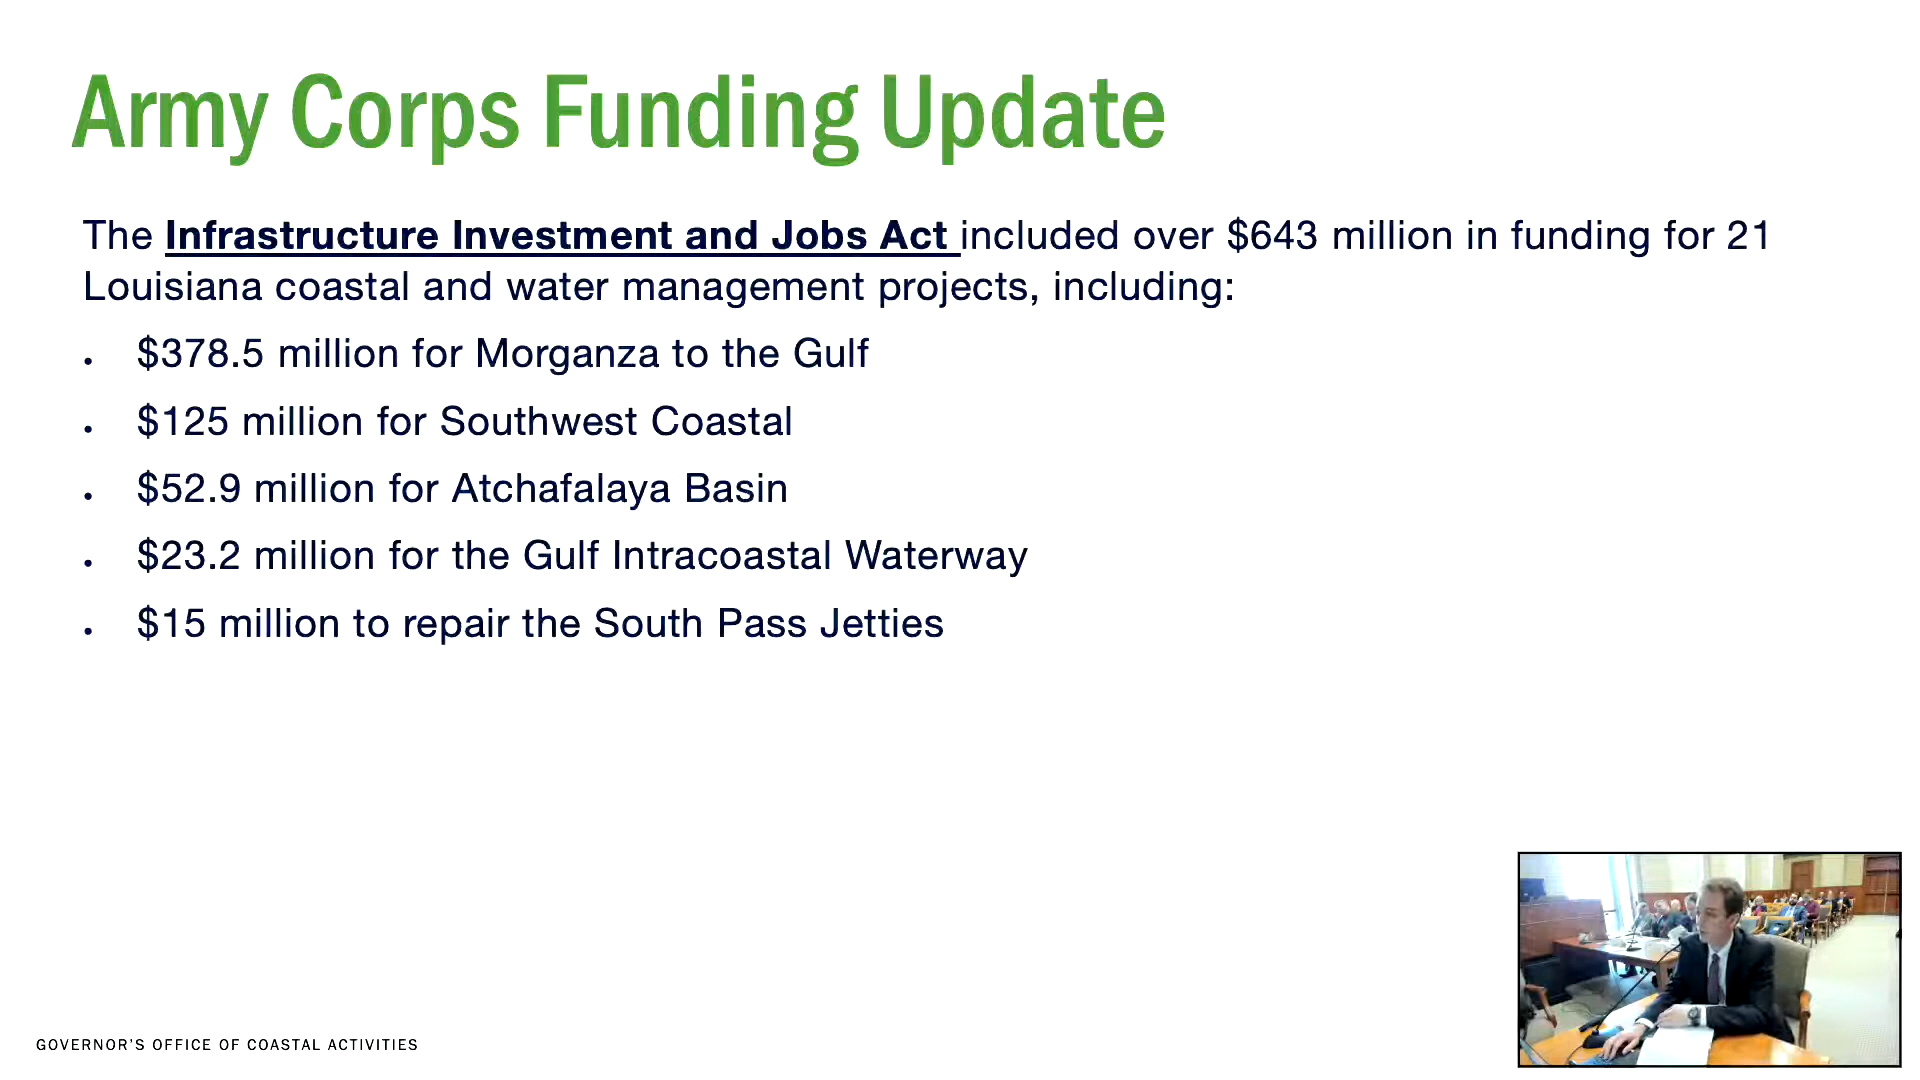 Army Corps Funding Update
The Infrastructure Investment and Jobs Act included over $643 million in funding for 21
Louisiana coastal and water management projects, including:
• $378.5 million for Morganza to the Gulf
• $125 million for Southwest Coastal
• $52.9 million for Atchafalaya Basin
• $23.2 million for the Gulf Intracoastal Waterway
• $15 million to repair the South Pass Jetties
GOVERNOR'S OFFICE OF COASTAL ACTIVITIES